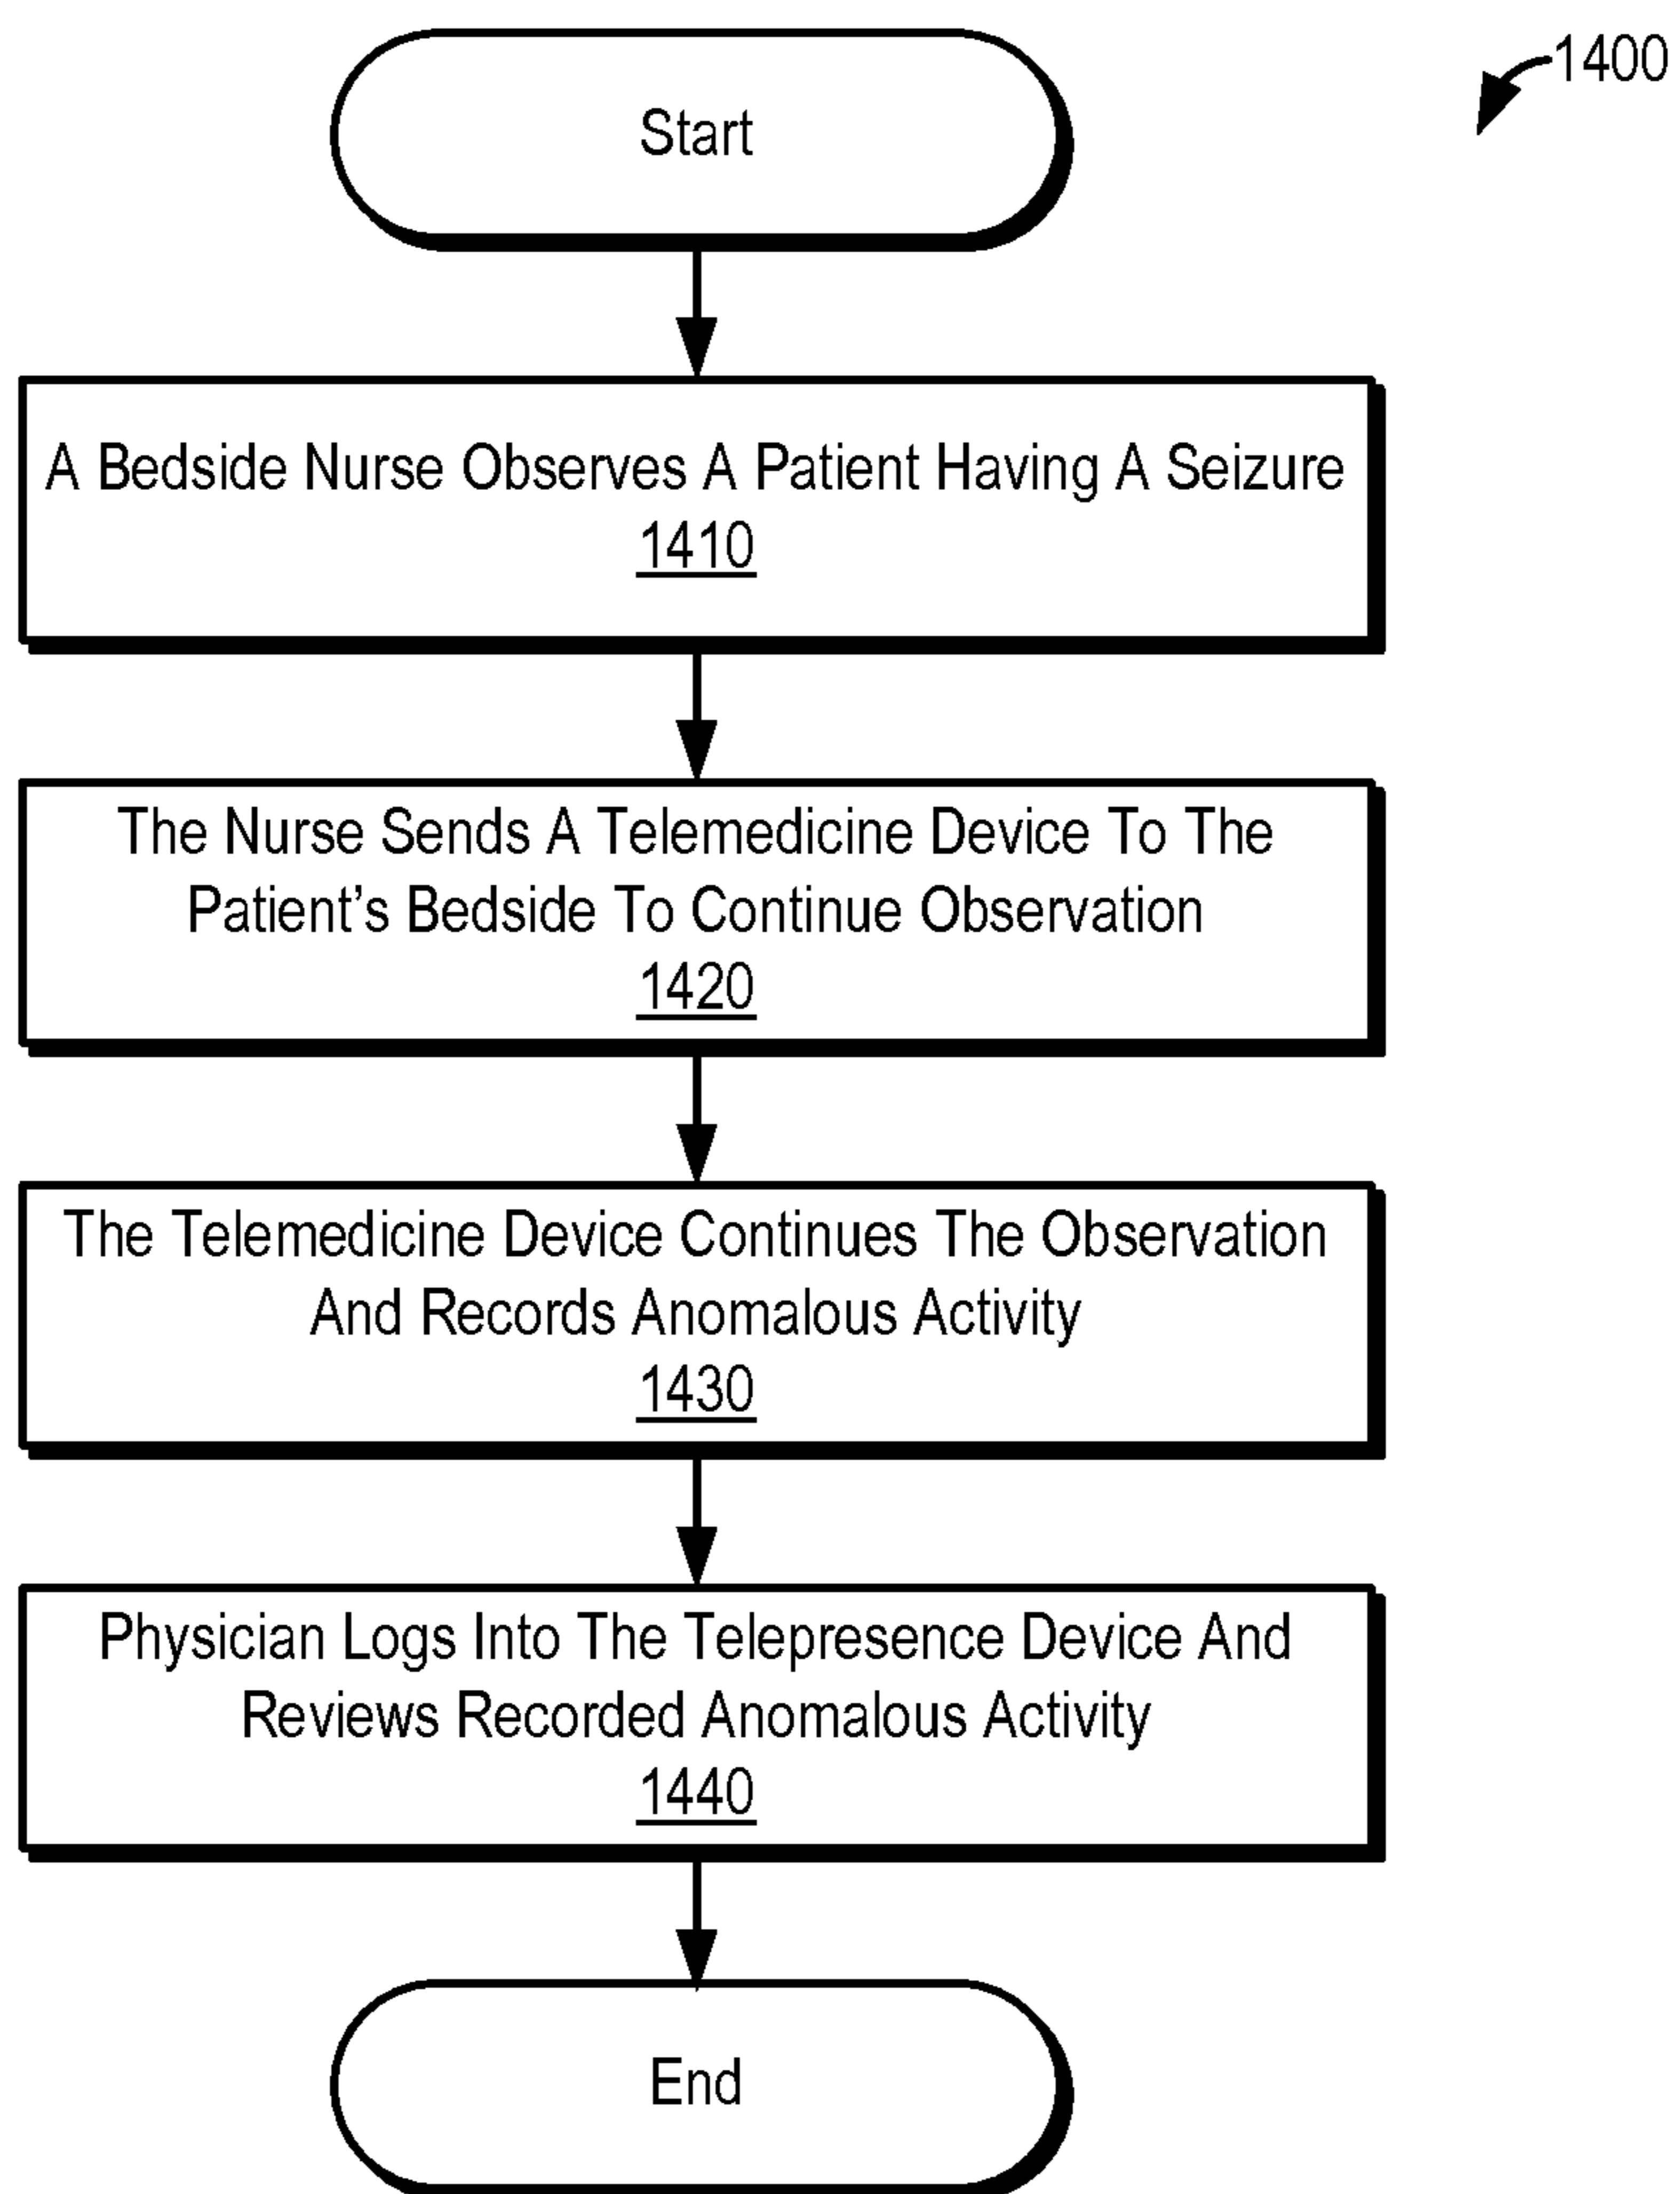 1400
Start
A Bedside Nurse Observes A Patient Having A Seizure
1410
The Nurse Sends A Telemedicine Device To The
Patient's Bedside To Continue Observation
1420
The Telemedicine Device Continues The Observation
And Records Anomalous Activity
1430
Physician Logs Into The Telepresence Device And
Reviews Recorded Anomalous Activity
1440
End